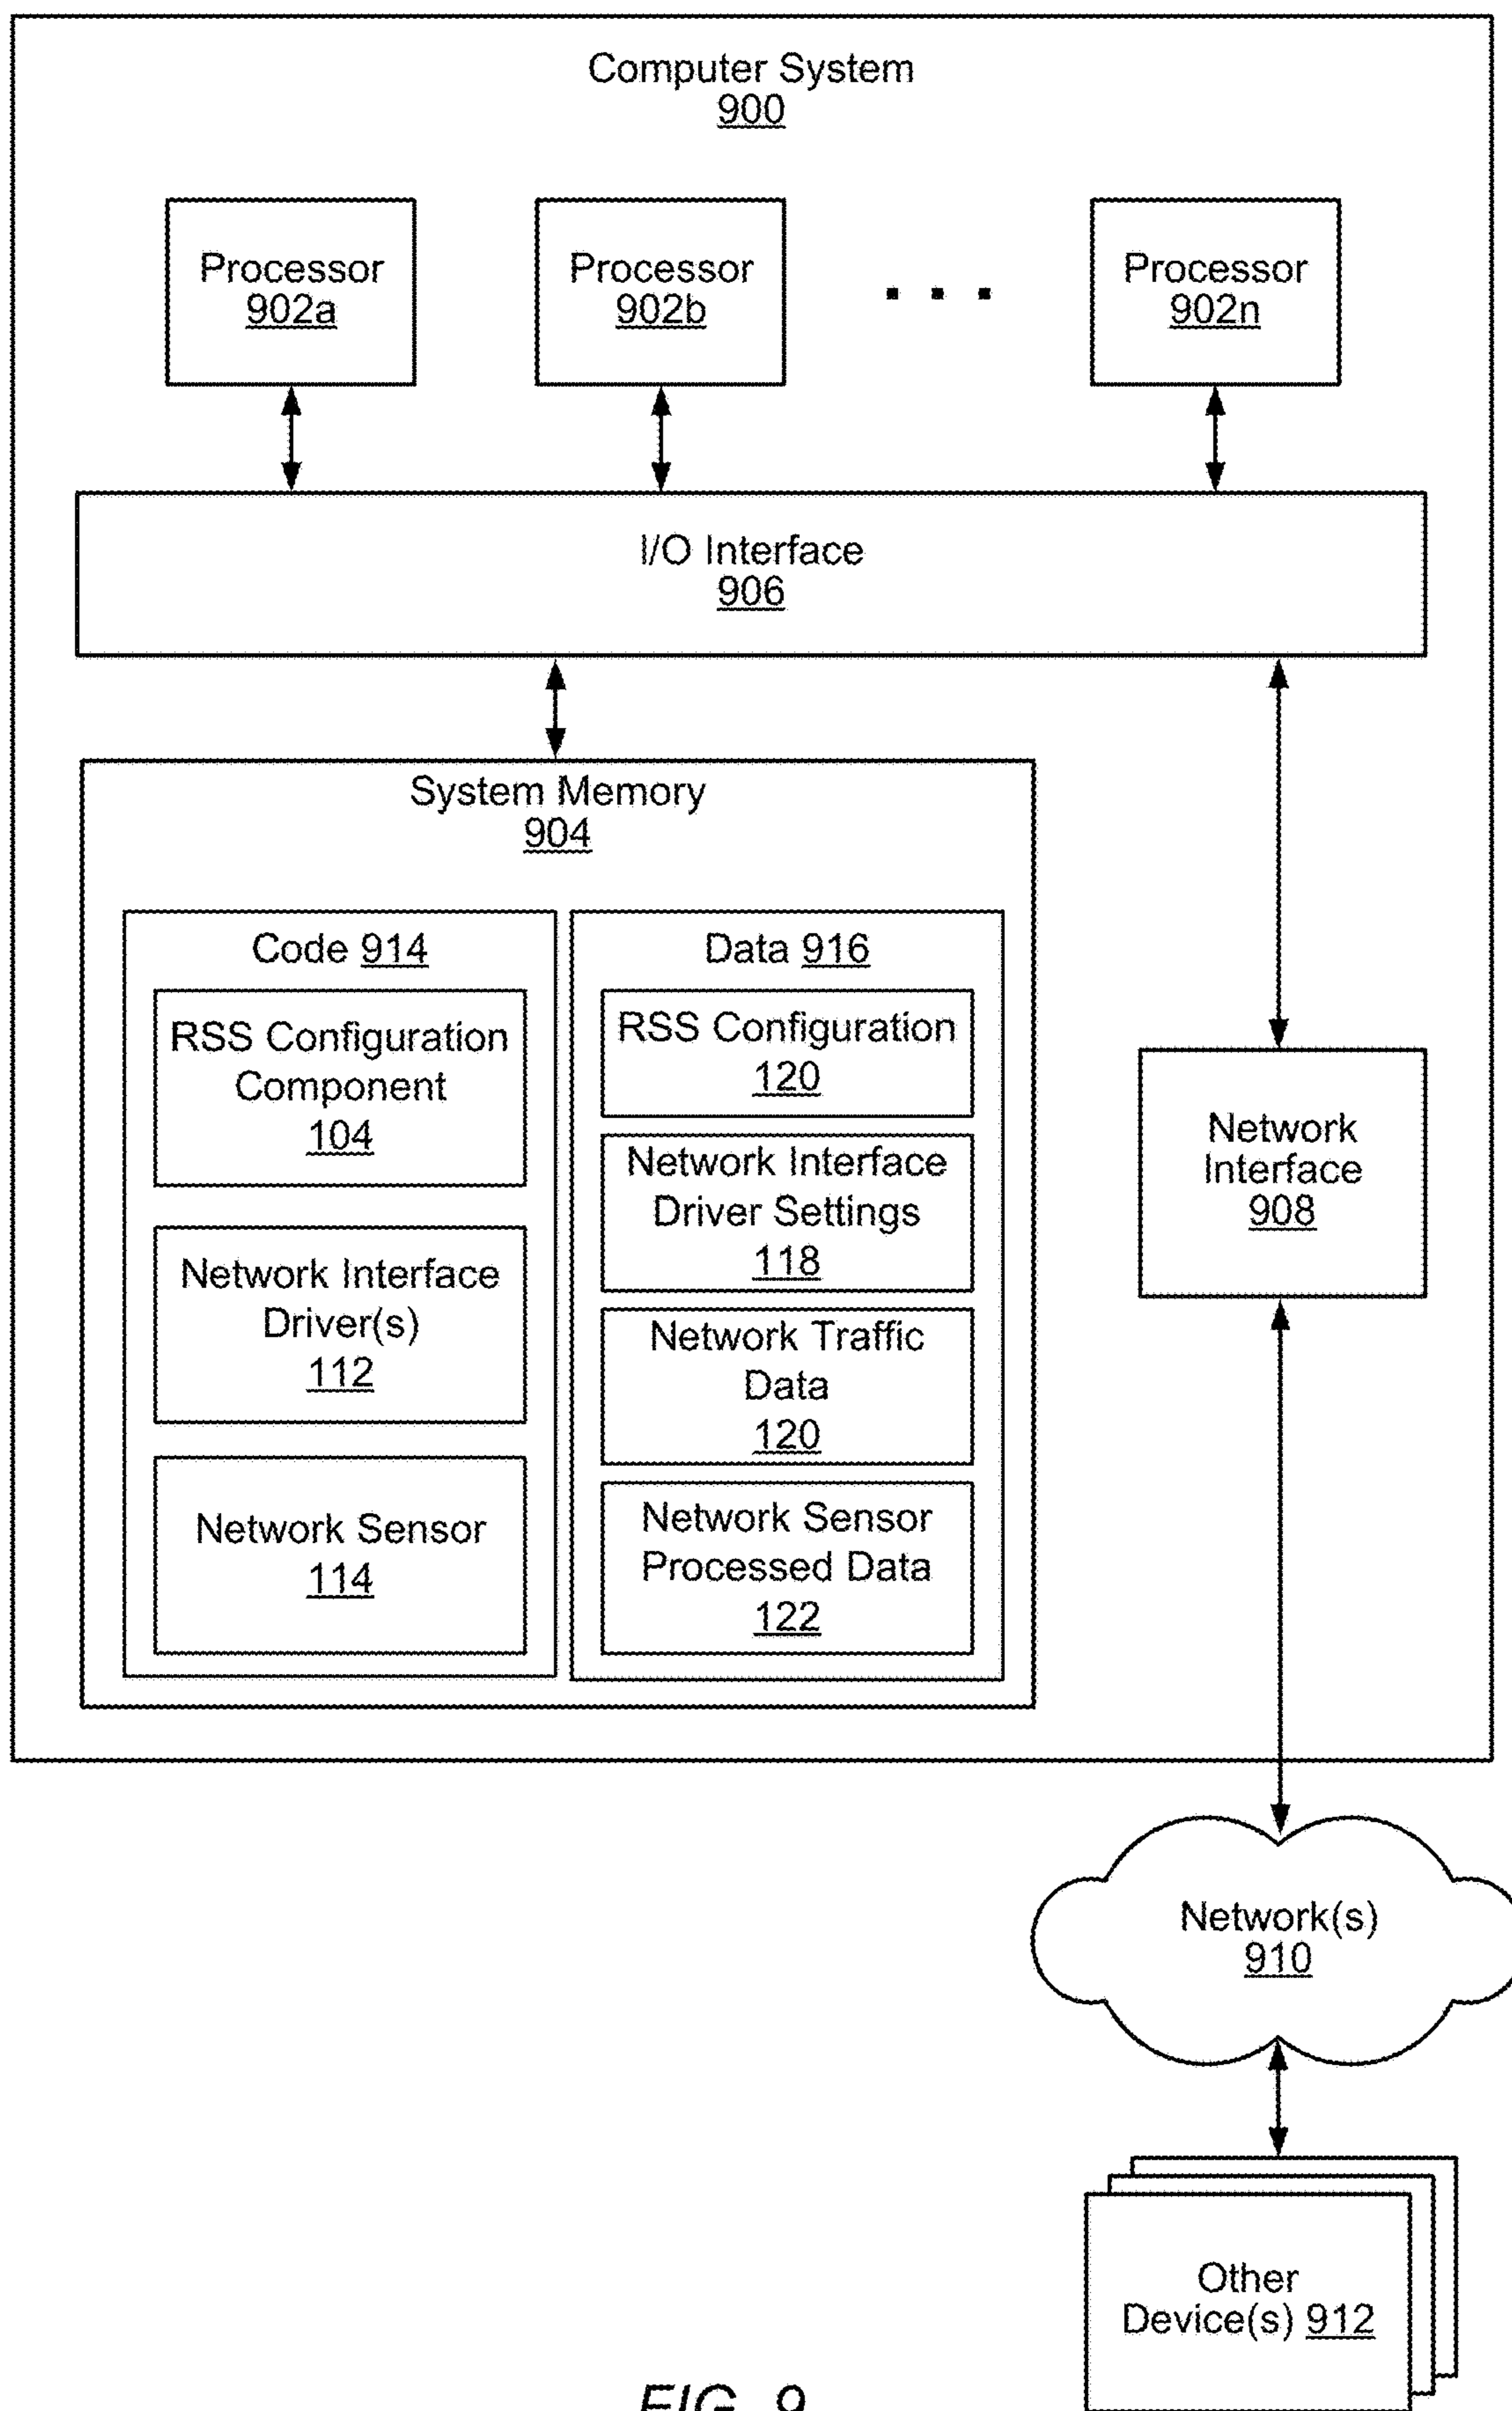 Computer System
900
Processor
902a
Processor
902b
. . .
Processor
902n
I/O Interface
906
System Memory
904
Code 914
RSS Configuration
Component
104
Network Interface
Driver(s)
112
Network Sensor
114
Data 916
RSS Configuration
120
Network Interface
Driver Settings
118
Network Traffic
Data
120
Network Sensor
Processed Data
122
Network
Interface
908
Network(s)
910
Other
Device(s) 912
FIG. 9